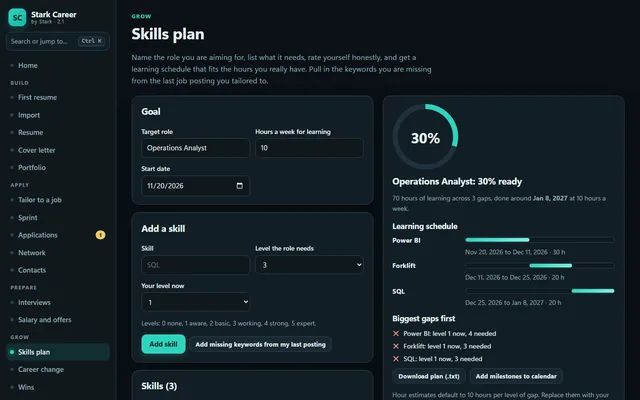 SC
Stark Career
by Stark · 2.1
Search or jump to...
Ctrl K
Home
BUILD
First resume
Import
Resume
Cover letter
Portfolio
APPLY
Tailor to a job
Sprint
Applications
1
Network
Contacts
PREPARE
Interviews
Salary and offers
GROW
Skills plan
Career change
Wins
GROW
Skills plan
Name the role you are aiming for, list what it needs, rate yourself honestly, and get a
learning schedule that fits the hours you really have. Pull in the keywords you are missing
from the last job posting you tailored to.
Goal
Target role
Hours a week for learning
Operations Analyst
10
Start date
11/20/2026
Add a skill
Skill
Level the role needs
SQL
3
Your level now
1
Levels: 0 none, 1 aware, 2 basic, 3 working, 4 strong, 5 expert.
Add skill
Add missing keywords from my last posting
Skills (3)
30%
Operations Analyst: 30% ready
70 hours of learning across 3 gaps, done around Jan 8, 2027 at 10 hours a
week.
Learning schedule
Power BI
Nov 20, 2026 to Dec 11, 2026 · 30 h
Forklift
Dec 11, 2026 to Dec 25, 2026 · 20 h
SQL
Dec 25, 2026 to Jan 8, 2027 · 20 h
Biggest gaps first
Power BI: level 1 now, 4 needed
Forklift: level 1 now, 3 needed
SQL: level 1 now, 3 needed
Download plan (.txt)
Add milestones to calendar
Hour estimates default to 10 hours per level of gap. Replace them with your